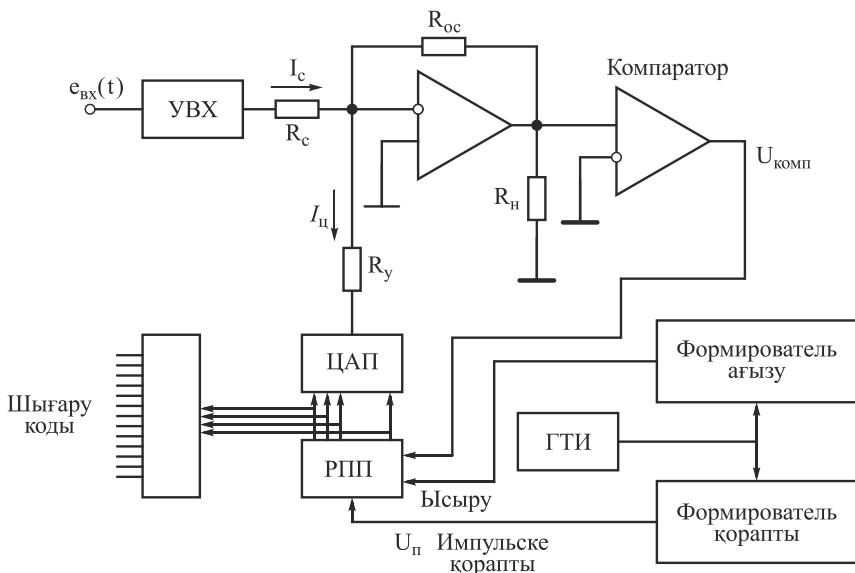 R_ос
e_вх(t)
I_с
Компаратор
УВХ
R_с
U_комп
R_н
I_ц
R_у
ЦАП
Формирователь
ағызу
Шығару
коды
ГТИ
РПП
Ысыру
Формирователь
қорапты
U_п Импульске
қорапты